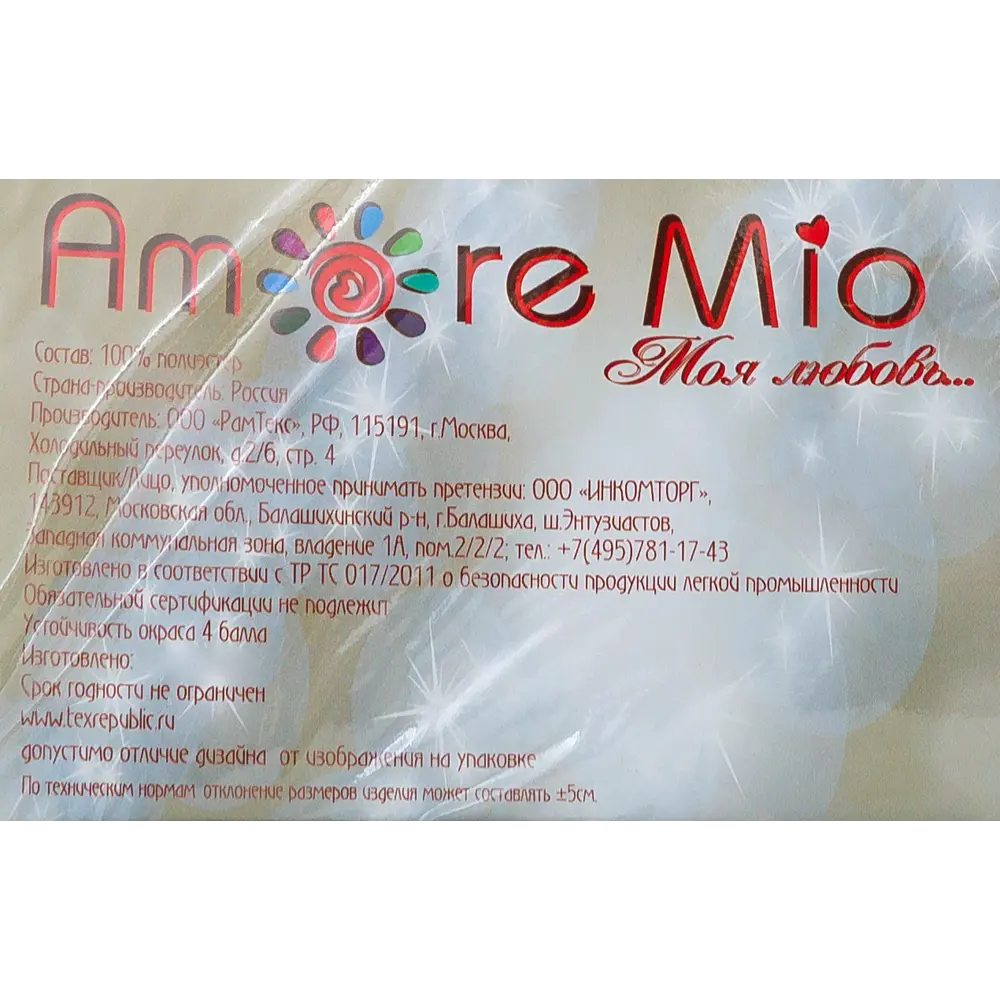 Amore Mio
Моя любовь...
Состав: 100% полиэстер
Страна-производитель: Россия
Производитель: ООО «РамТекс», РФ, 115191, г.Москва,
Холодильный переулок, д.2/6, стр. 4
Поставщик/Лицо, уполномоченное принимать претензии: ООО «ИНКОМТОРГ»,
143912, Московская обл., Балашихинский р-н, г.Балашиха, ш.Энтузиастов,
Западная коммунальная зона, владение 1А, пом.2/2/2; тел.: +7(495)781-17-43
Изготовлено в соответствии с ТР ТС 017/2011 о безопасности продукции легкой промышленности
Обязательной сертификации не подлежит
Устойчивость окраса 4 балла
Изготовлено:
Срок годности не ограничен
www.texrepublic.ru
допустимо отличие дизайна от изображения на упаковке
По техническим нормам отклонение размеров изделия может составлять ±5см.